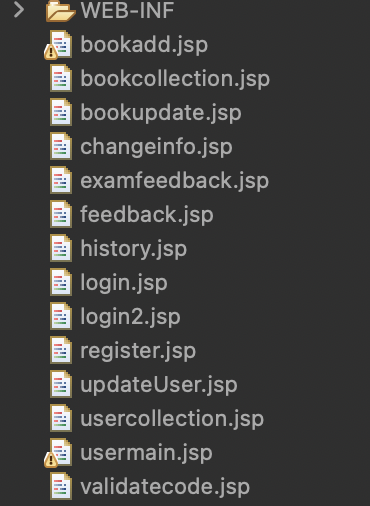 WEB-INF
bookadd.jsp
bookcollection.jsp
bookupdate.jsp
changeinfo.jsp
examfeedback.jsp
feedback.jsp
history.jsp
login.jsp
login2.jsp
register.jsp
updateUser.jsp
usercollection.jsp
usermain.jsp
validatecode.jsp